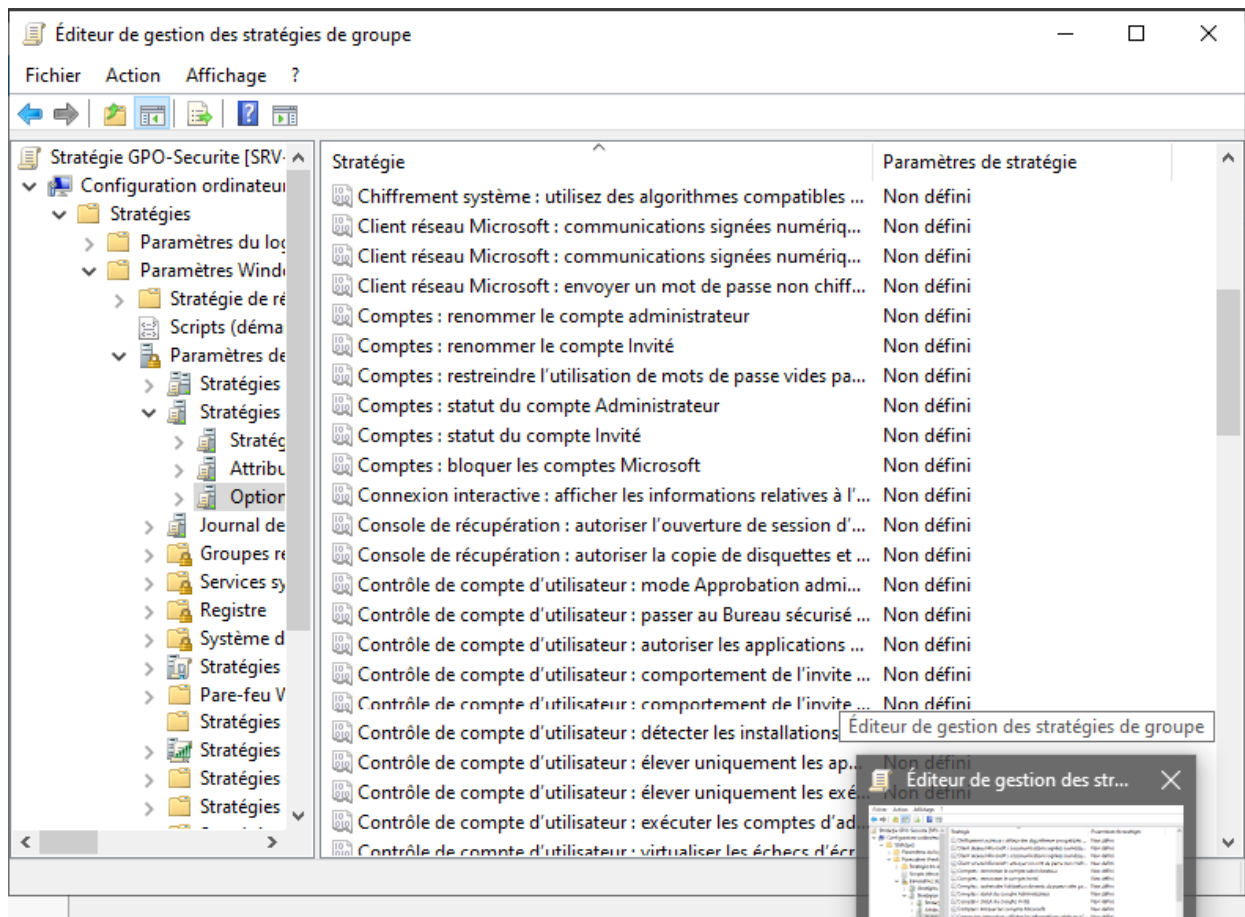 Éditeur de gestion des stratégies de groupe
Fichier Action Affichage ?
Stratégie GPO-Securite [SRV-
Configuration ordinateur
Stratégies
Paramètres du log
Paramètres Windo
Stratégie de ré
Scripts (déma
Paramètres de
Stratégies
Stratégies
Stratég
Attribu
Option
Journal de
Groupes re
Services sy
Registre
Système d
Stratégies
Pare-feu W
Stratégies
Stratégies
Stratégies
Stratégies
Stratégie Paramètres de stratégie
Chiffrement système : utilisez des algorithmes compatibles ... Non défini
Client réseau Microsoft : communications signées numériq... Non défini
Client réseau Microsoft : communications signées numériq... Non défini
Client réseau Microsoft : envoyer un mot de passe non chiff... Non défini
Comptes : renommer le compte administrateur Non défini
Comptes : renommer le compte Invité Non défini
Comptes : restreindre l’utilisation de mots de passe vides pa... Non défini
Comptes : statut du compte Administrateur Non défini
Comptes : statut du compte Invité Non défini
Comptes : bloquer les comptes Microsoft Non défini
Connexion interactive : afficher les informations relatives à l’... Non défini
Console de récupération : autoriser l’ouverture de session d’... Non défini
Console de récupération : autoriser la copie de disquettes et ... Non défini
Contrôle de compte d’utilisateur : mode Approbation admi... Non défini
Contrôle de compte d’utilisateur : passer au Bureau sécurisé ... Non défini
Contrôle de compte d’utilisateur : autoriser les applications ... Non défini
Contrôle de compte d’utilisateur : comportement de l’invite ... Non défini
Contrôle de compte d’utilisateur : comportement de l’invite ... Non défini
Contrôle de compte d’utilisateur : détecter les installations
Contrôle de compte d’utilisateur : élever uniquement les ap... Non défini
Contrôle de compte d’utilisateur : élever uniquement les exé Non défini
Contrôle de compte d’utilisateur : exécuter les comptes d’ad
Contrôle de compte d’utilisateur : virtualiser les échecs d’écr
Éditeur de gestion des stratégies de groupe
Éditeur de gestion des str...